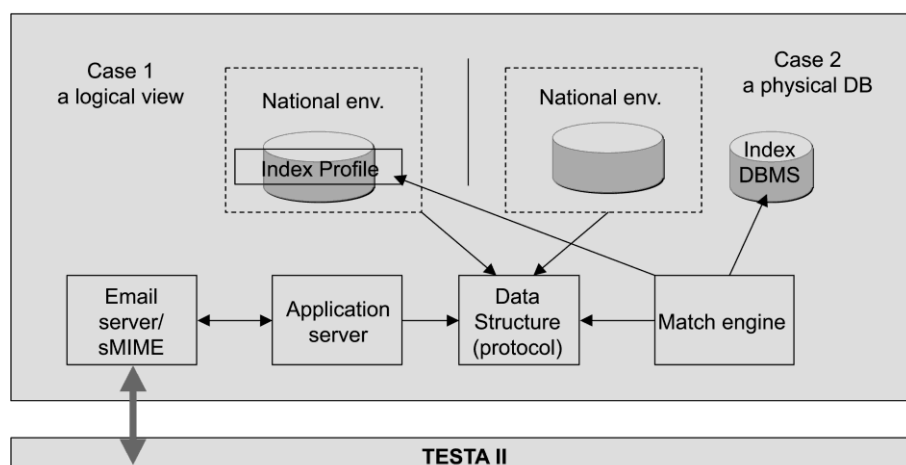 Case 1
a logical view
National env.
Index Profile
National env.
Case 2
a physical DB
Index
DBMS
Email
server/
sMIME
Application
server
Data
Structure
(protocol)
Match engine
TESTA II